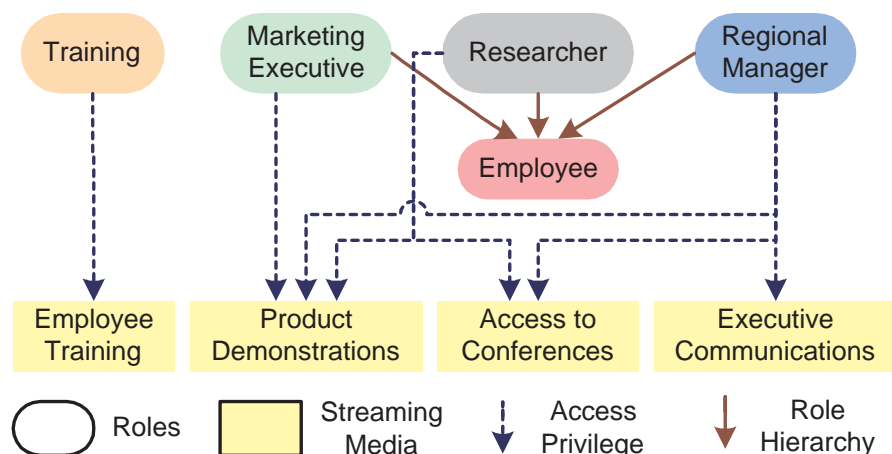 Training
Marketing
Executive
Researcher
Regional
Manager
Employee
Employee
Training
Product
Demonstrations
Access to
Conferences
Executive
Communications
Roles
Streaming
Media
Access
Privilege
Role
Hierarchy